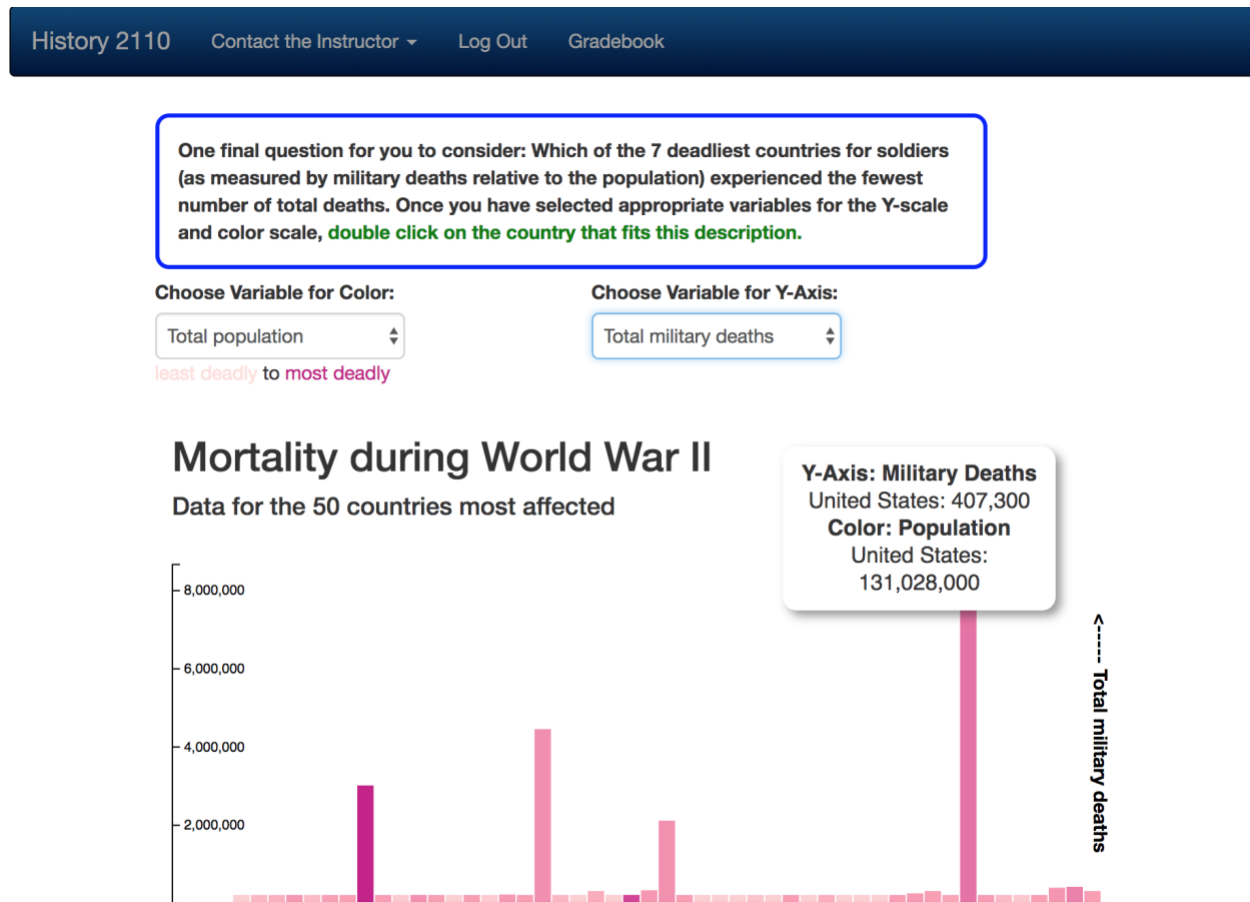 History 2110 Contact the Instructor Log Out Gradebook
One final question for you to consider: Which of the 7 deadliest countries for soldiers
(as measured by military deaths relative to the population) experienced the fewest
number of total deaths. Once you have selected appropriate variables for the Y-scale
and color scale, double click on the country that fits this description.
Choose Variable for Color: Choose Variable for Y-Axis:
Total population Total military deaths
least deadly to most deadly
Mortality during World War II
Data for the 50 countries most affected
Y-Axis: Military Deaths
United States: 407,300
Color: Population
United States:
131,028,000
8,000,000
6,000,000
4,000,000
2,000,000
<----- Total military deaths